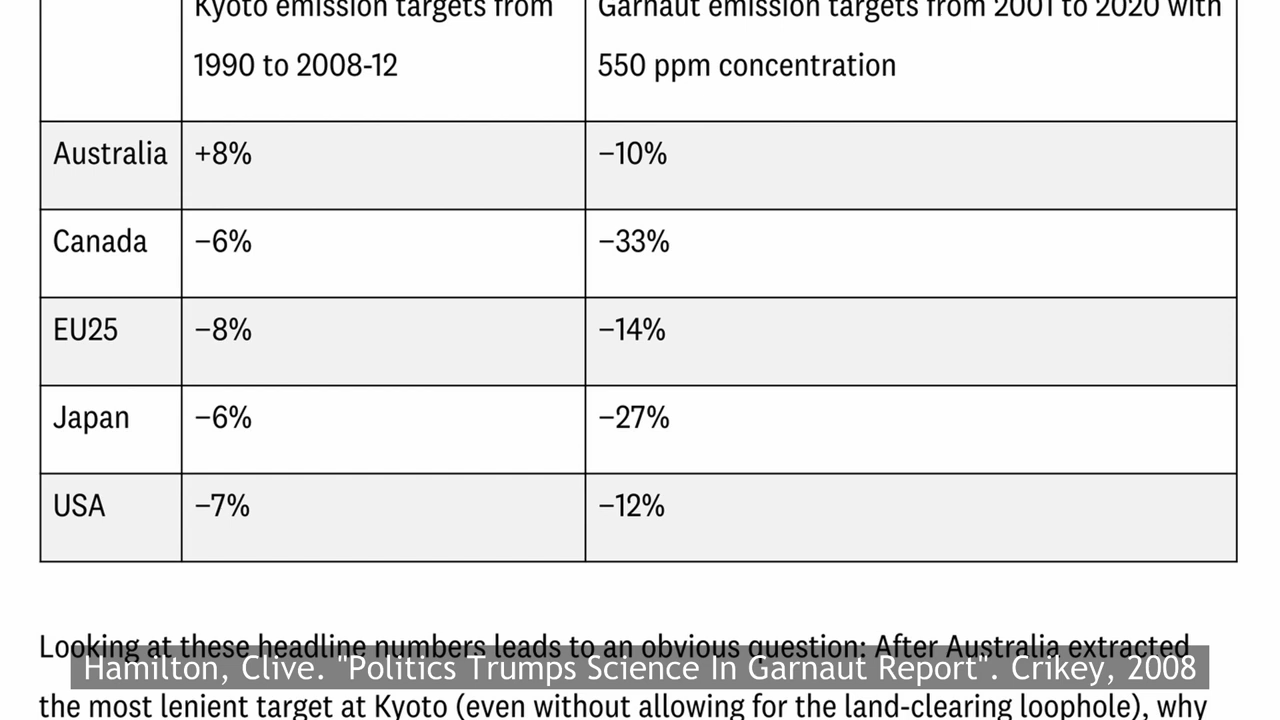 Kyoto emission targets from
1990 to 2008-12
Garnaut emission targets from 2001 to 2020 with
550 ppm concentration
Australia +8% −10%
Canada −6% −33%
EU25 −8% −14%
Japan −6% −27%
USA −7% −12%
Looking at these headline numbers leads to an obvious question: After Australia extracted
Hamilton, Clive. "Politics Trumps Science In Garnaut Report". Crikey, 2008
the most lenient target at Kyoto (even without allowing for the land-clearing loophole), why